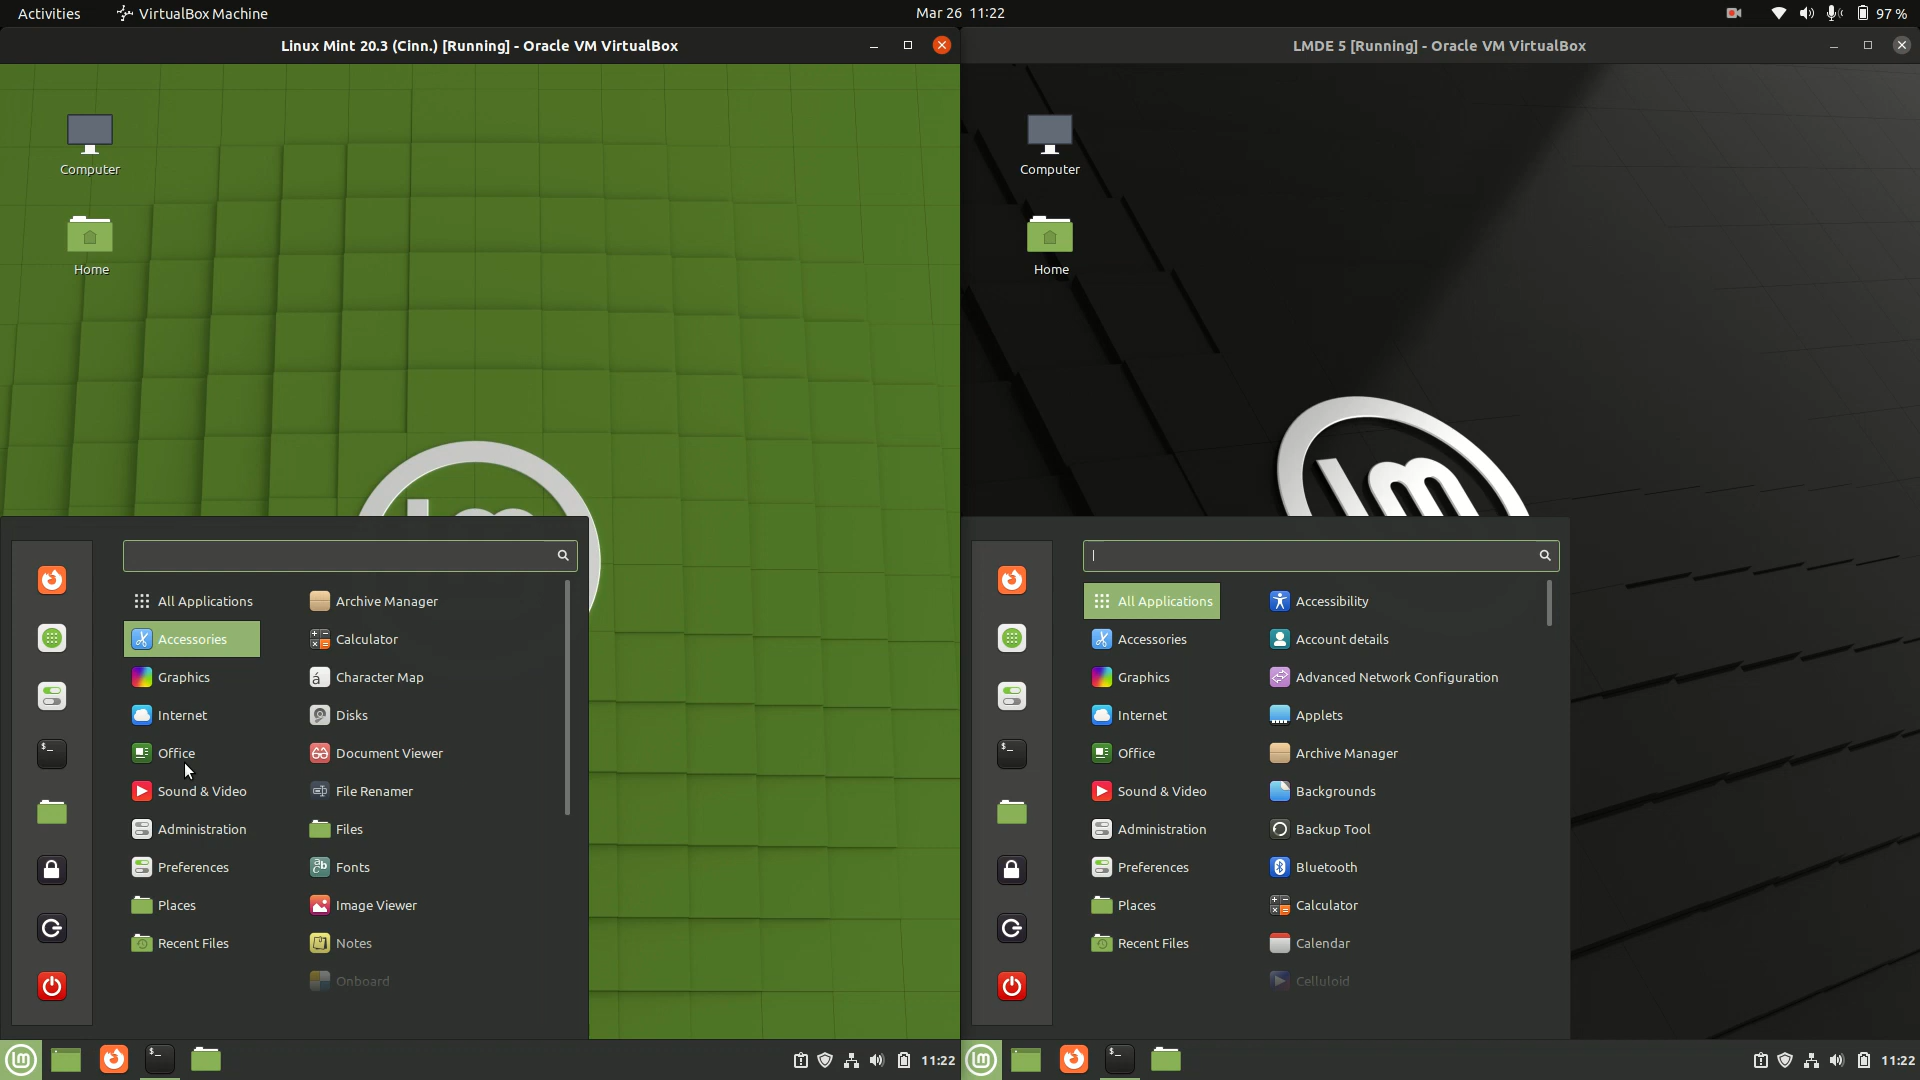 Activities
VirtualBox Machine
Mar 26 11:22
97 %
Linux Mint 20.3 (Cinn.) [Running] - Oracle VM VirtualBox
Computer
Home
lm
All Applications
Accessories
Graphics
Internet
Office
Sound & Video
Administration
Preferences
Places
Recent Files
Archive Manager
Calculator
Character Map
Disks
Document Viewer
File Renamer
Files
Fonts
Image Viewer
Notes
Onboard
11:22
LMDE 5 [Running] - Oracle VM VirtualBox
Computer
Home
lm
All Applications
Accessories
Graphics
Internet
Office
Sound & Video
Administration
Preferences
Places
Recent Files
Accessibility
Account details
Advanced Network Configuration
Applets
Archive Manager
Backgrounds
Backup Tool
Bluetooth
Calculator
Calendar
Celluloid
11:22